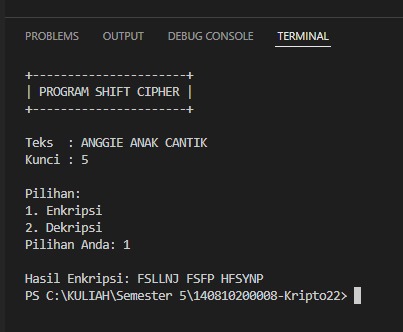 PROBLEMS OUTPUT DEBUG CONSOLE TERMINAL
+----------------------+
| PROGRAM SHIFT CIPHER |
+----------------------+
Teks : ANGGIE ANAK CANTIK
Kunci : 5
Pilihan:
1. Enkripsi
2. Dekripsi
Pilihan Anda: 1
Hasil Enkripsi: FSLLNJ FSFP HFSYNP
PS C:\KULIAH\Semester 5\140810200008-Kripto22>